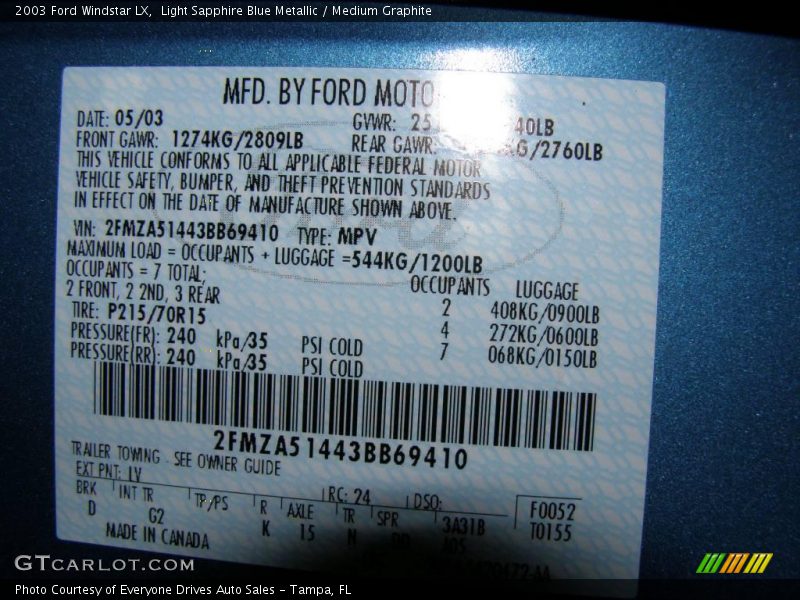 2003 Ford Windstar LX, Light Sapphire Blue Metallic / Medium Graphite
MFD. BY FORD MOTO
DATE: 05/03 GVWR: 25 40LB
FRONT GAWR: 1274KG/2809LB REAR GAWR: KG/2760LB
THIS VEHICLE CONFORMS TO ALL APPLICABLE FEDERAL MOTOR
VEHICLE SAFETY, BUMPER, AND THEFT PREVENTION STANDARDS
IN EFFECT ON THE DATE OF MANUFACTURE SHOWN ABOVE.
VIN: 2FMZA51443BB69410 TYPE: MPV
MAXIMUM LOAD = OCCUPANTS + LUGGAGE =544KG/1200LB
OCCUPANTS = 7 TOTAL; OCCUPANTS LUGGAGE
2 FRONT, 2 2ND, 3 REAR 2 408KG/0900LB
TIRE: P215/70R15 4 272KG/0600LB
PRESSURE(FR): 240 kPa/35 PSI COLD 7 068KG/0150LB
PRESSURE(RR): 240 kPa/35 PSI COLD
2FMZA51443BB69410
TRAILER TOWING - SEE OWNER GUIDE
EXT PNT: LV RC: 24 DSO: F0052
BRK INT TR TP/PS R AXLE TR SPR 3A31B T0155
D G2 K 15 N
MADE IN CANADA
GTCARLOT.COM
Photo Courtesy of Everyone Drives Auto Sales - Tampa, FL